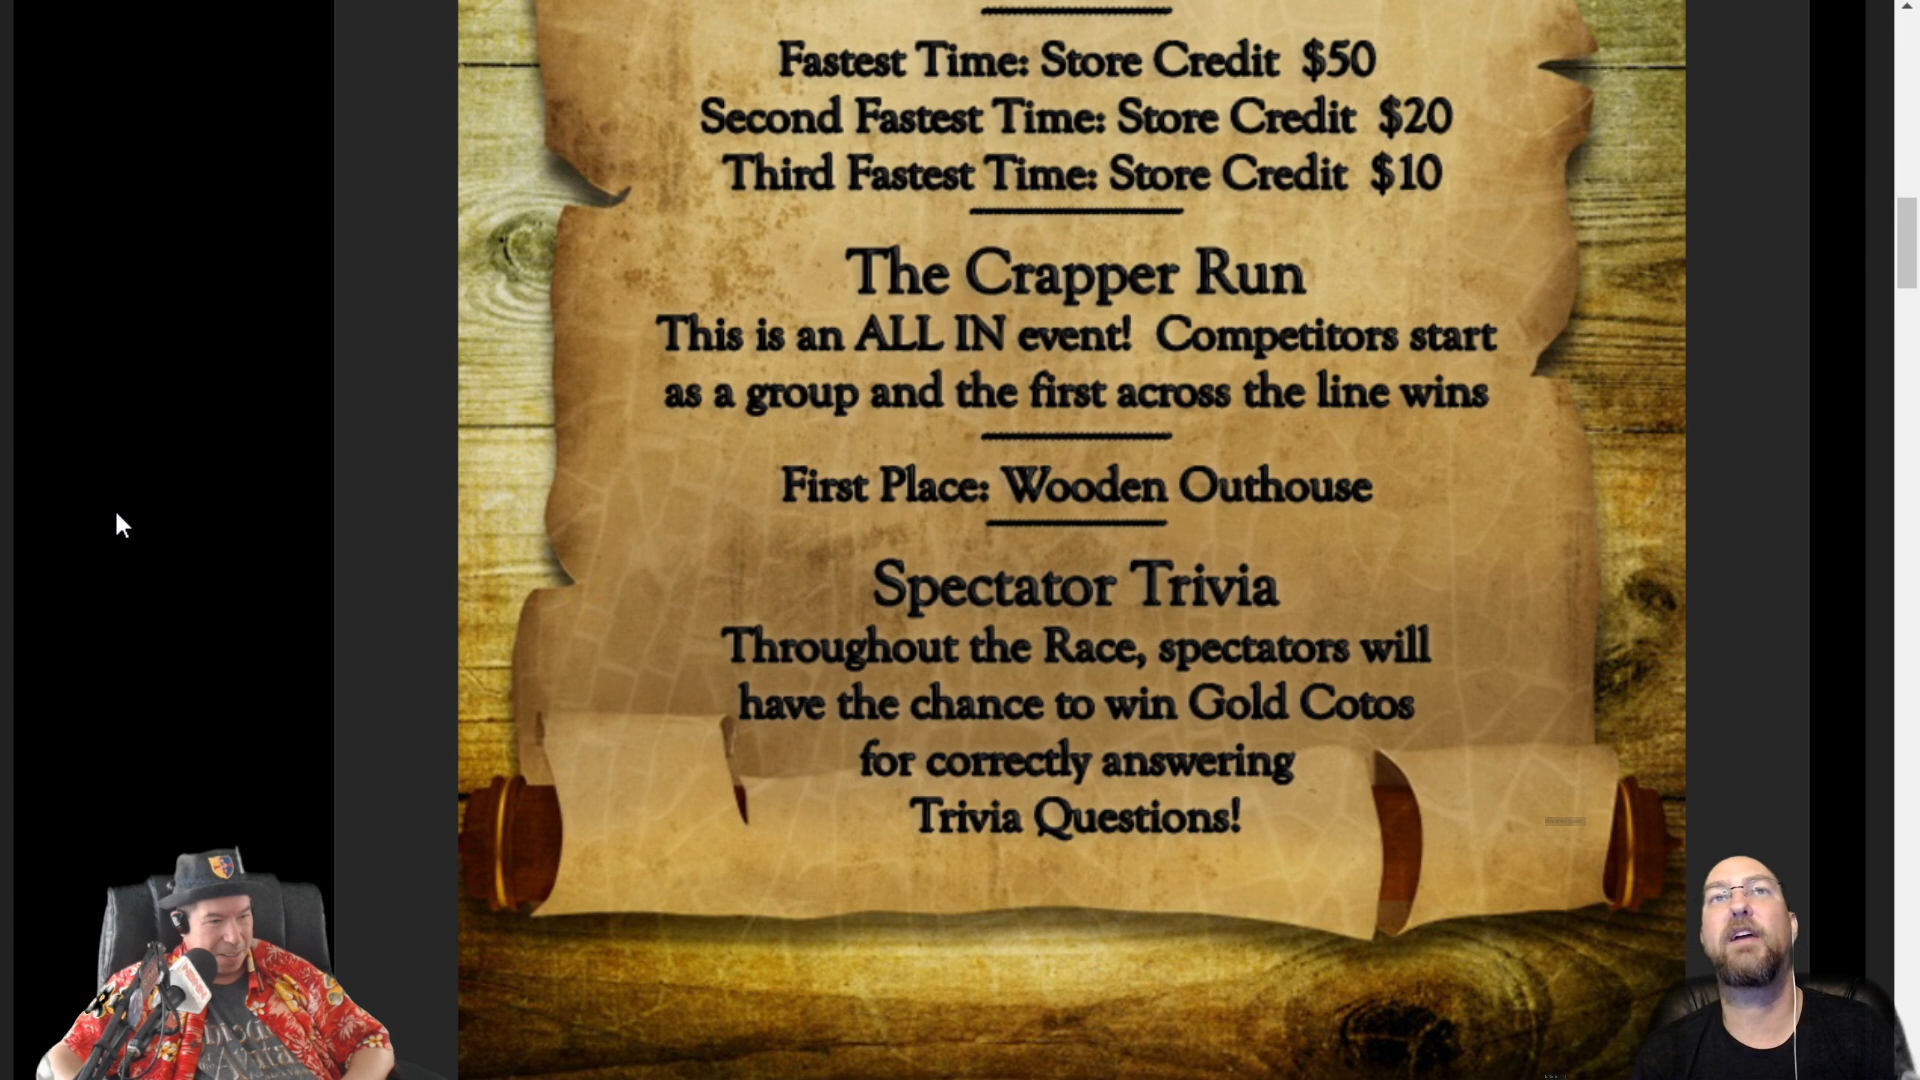 Fastest Time: Store Credit $50
Second Fastest Time: Store Credit $20
Third Fastest Time: Store Credit $10
The Crapper Run
This is an ALL IN event! Competitors start
as a group and the first across the line wins
First Place: Wooden Outhouse
Spectator Trivia
Throughout the Race, spectators will
have the chance to win Gold Cotos
for correctly answering
Trivia Questions!